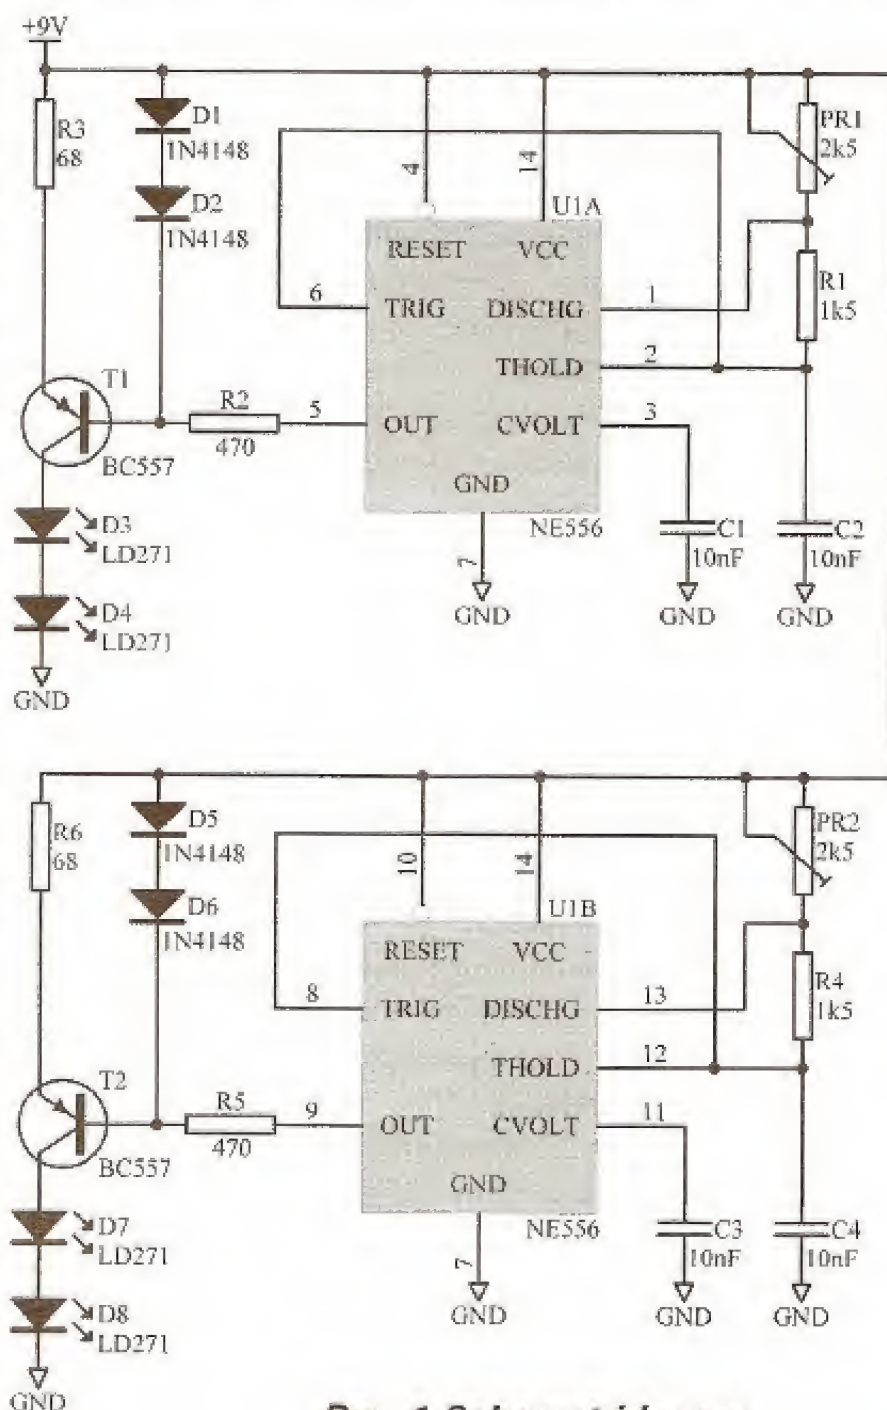 +9V
R3
68
D1
1N4148
D2
1N4148
4
14
PR1
2k5
U1A
RESET
VCC
6
TRIG
DISCHG
1
R1
1k5
THOLD
2
T1
BC557
R2
470
5
OUT
CVOLT
3
GND
NE556
7
GND
D3
LD271
D4
LD271
GND
C1
10nF
GND
C2
10nF
GND
R6
68
D5
1N4148
D6
1N4148
10
14
PR2
2k5
U1B
RESET
VCC
8
TRIG
DISCHG
13
R4
1k5
THOLD
12
T2
BC557
R5
470
9
OUT
CVOLT
11
GND
NE556
7
GND
D7
LD271
D8
LD271
GND
C3
10nF
GND
C4
10nF
GND